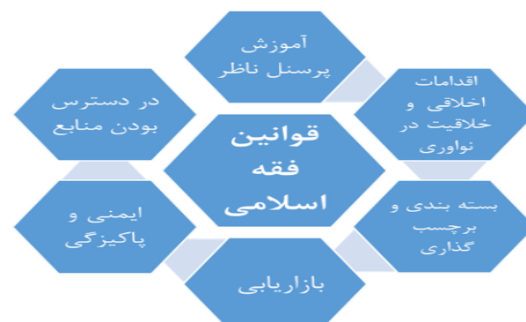 آموزش
پرسنل ناظر
اقدامات
اخلاقی و
خلاقیت در
نواوری
در دسترس
بودن منابع
قوانین
فقه
اسلامی
بسته بندی و
برچسب
گذاری
ایمنی و
پاکیزگی
بازاریابی